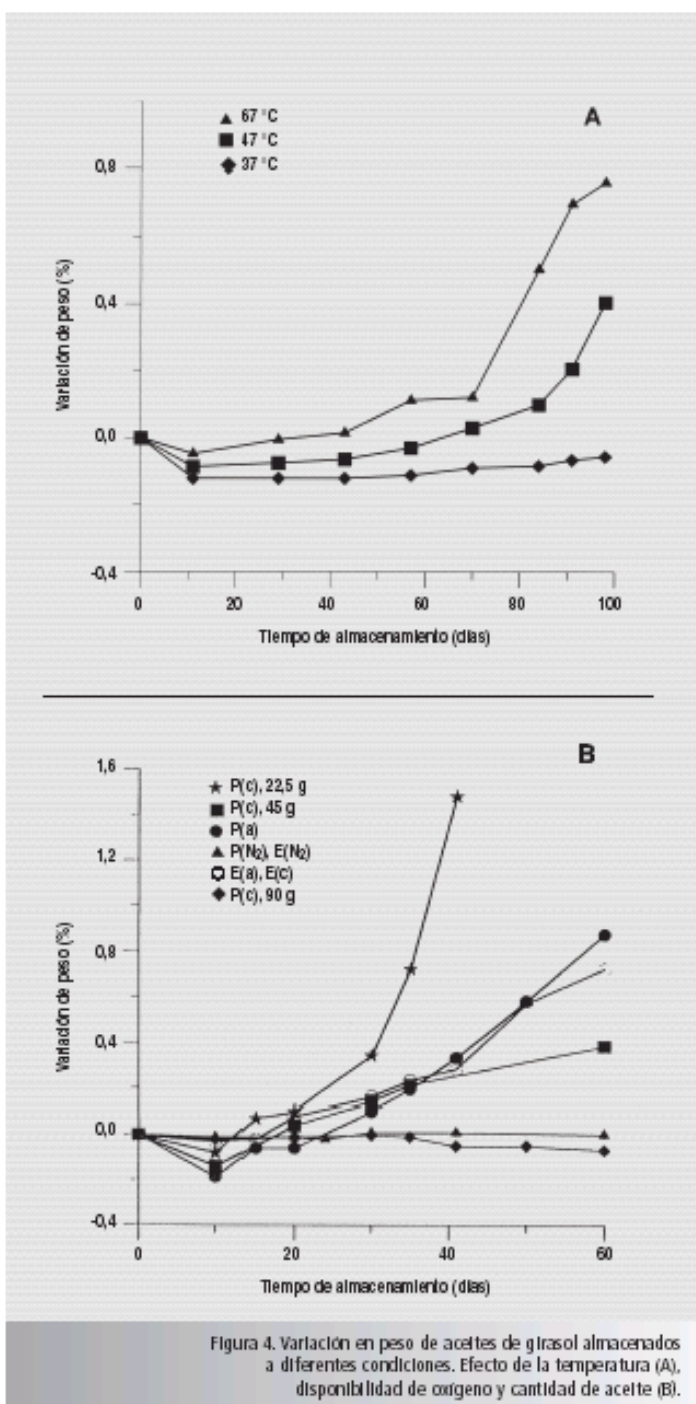 A
▲ 67 °C
■ 47 °C
◆ 37 °C
0,8
0,4
0,0
-0,4
Variación de peso (%)
0 20 40 60 80 100
Tiempo de almacenamiento (días)
B
★ P(c), 22,5 g
■ P(c), 45 g
● P(a)
▲ P(N₂), E(N₂)
○ E(a), E(c)
◆ P(c), 90 g
1,6
1,2
0,8
0,4
0,0
-0,4
Variación de peso (%)
0 20 40 60
Tiempo de almacenamiento (días)
Figura 4. Variación en peso de aceites de girasol almacenados
a diferentes condiciones. Efecto de la temperatura (A),
disponibilidad de oxígeno y cantidad de aceite (B).